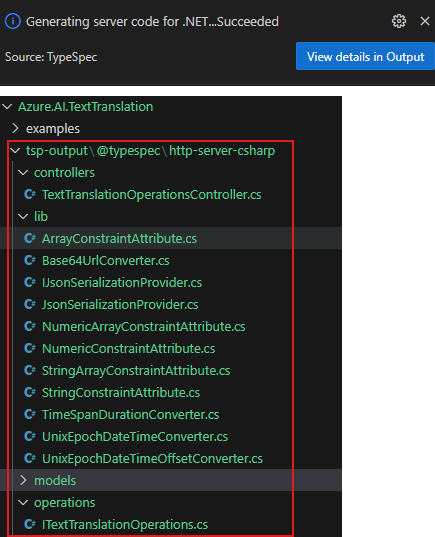 Generating server code for .NET...Succeeded
Source: TypeSpec
View details in Output
Azure.AI.TextTranslation
examples
tsp-output\@typespec\http-server-csharp
controllers
C# TextTranslationOperationsController.cs
lib
C# ArrayConstraintAttribute.cs
C# Base64UrlConverter.cs
C# IJsonSerializationProvider.cs
C# JsonSerializationProvider.cs
C# NumericArrayConstraintAttribute.cs
C# NumericConstraintAttribute.cs
C# StringArrayConstraintAttribute.cs
C# StringConstraintAttribute.cs
C# TimeSpanDurationConverter.cs
C# UnixEpochDateTimeConverter.cs
C# UnixEpochDateTimeOffsetConverter.cs
models
operations
C# ITextTranslationOperations.cs